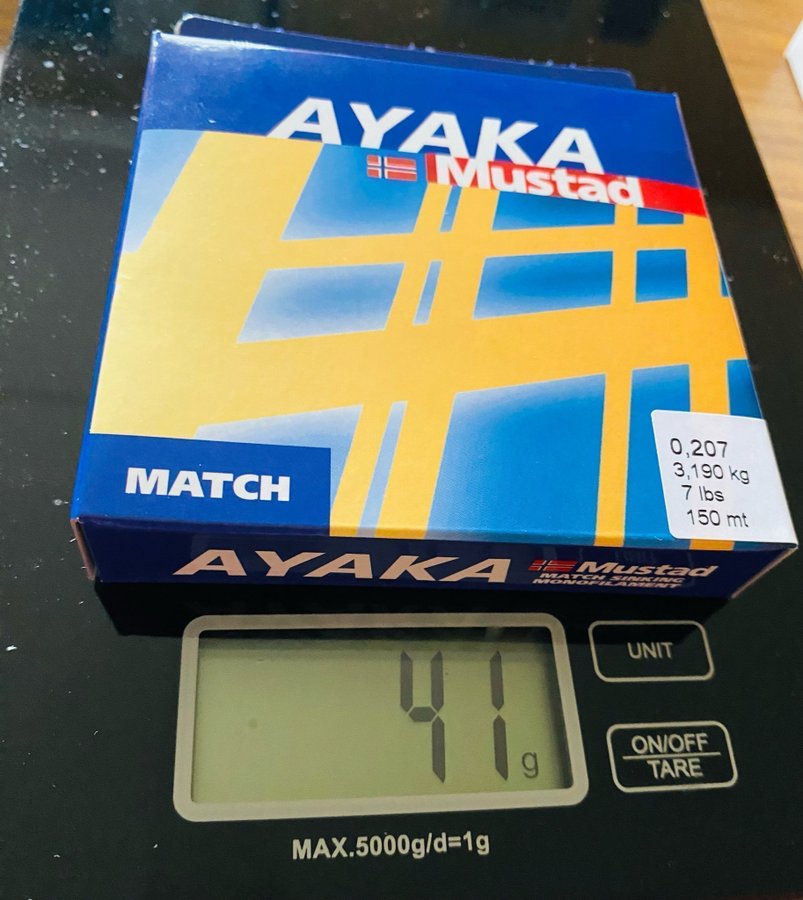 AYAKA
Mustad
0,207
3,190 kg
7 lbs
150 mt
MATCH
AYAKA Mustad
MATCH SINKING
MONOFILAMENT
41 g
UNIT
ON/OFF
TARE
MAX.5000g/d=1g